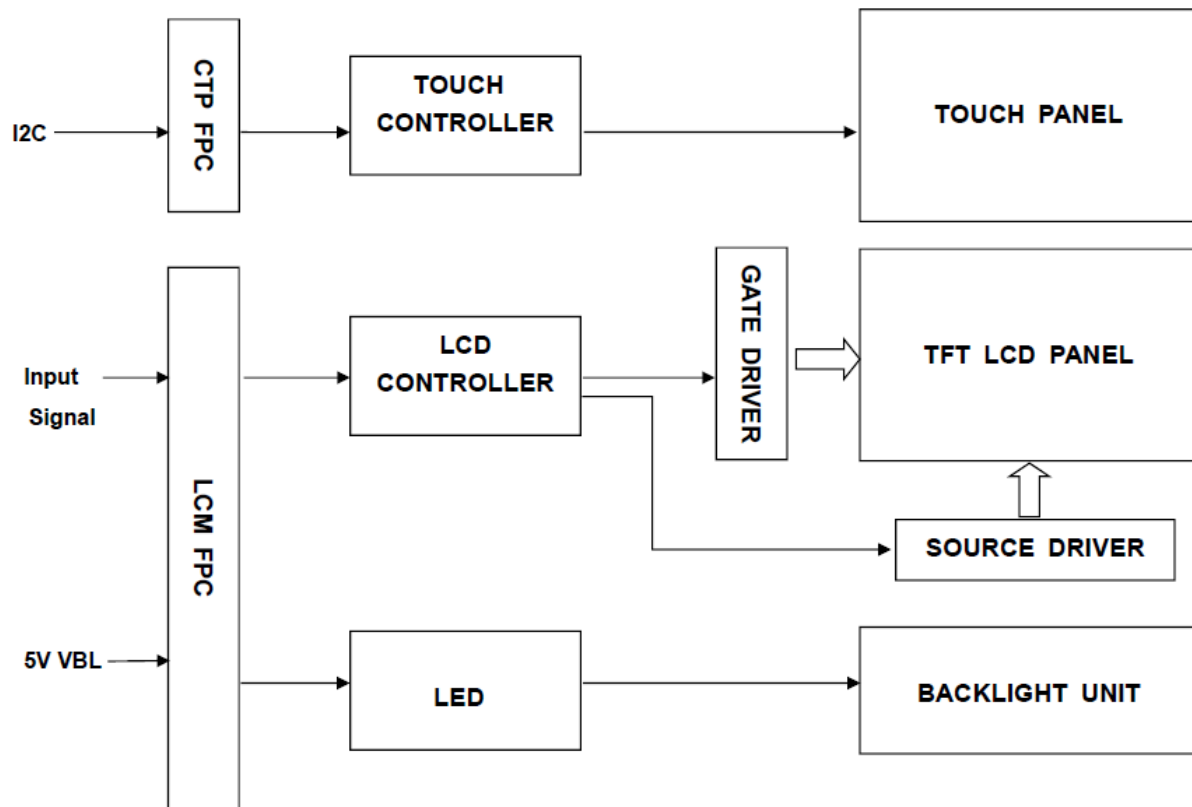 I2C
CTP FPC
TOUCH
CONTROLLER
TOUCH PANEL
Input
Signal
LCM FPC
LCD
CONTROLLER
GATE DRIVER
TFT LCD PANEL
SOURCE DRIVER
5V VBL
LED
BACKLIGHT UNIT